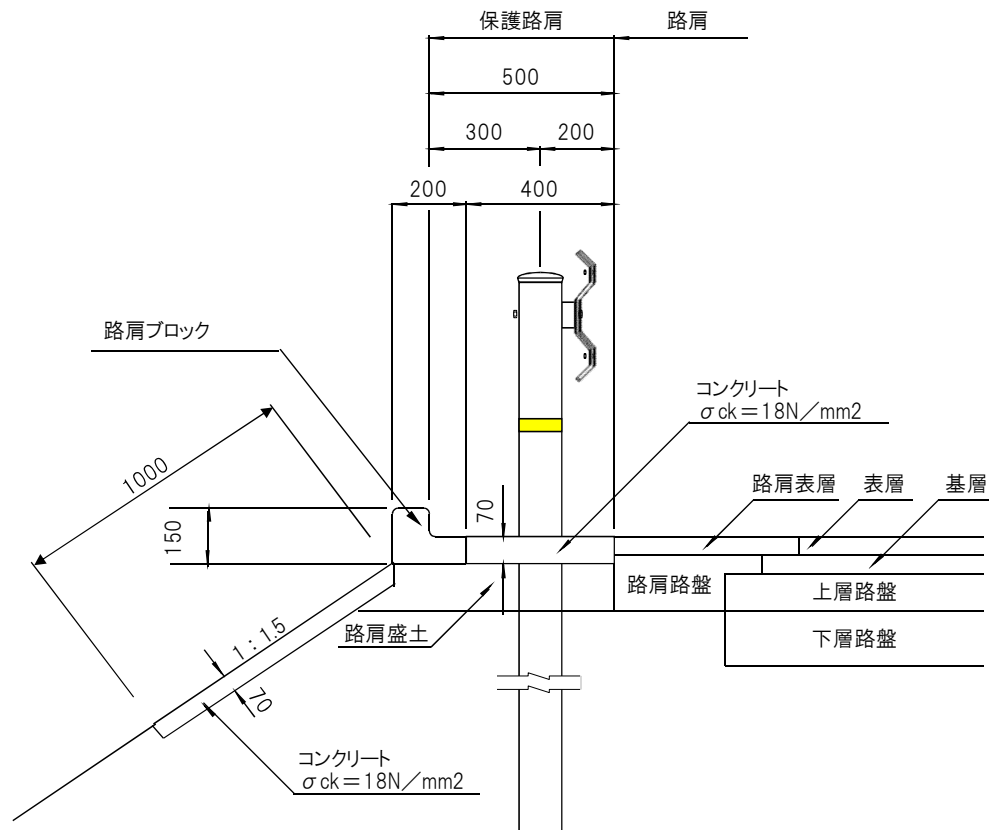 保護路肩
路肩
500
300
200
200
400
路肩ブロック
コンクリート
σck＝18N／mm2
1000
150
70
路肩表層
表層
基層
路肩路盤
上層路盤
路肩盛土
下層路盤
1：1.5
70
コンクリート
σck＝18N／mm2